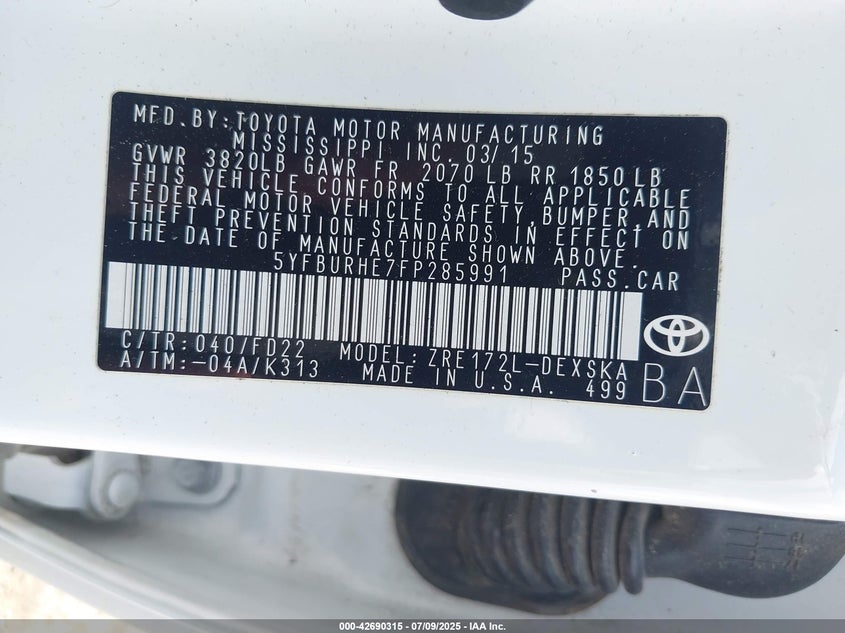 MFD. BY: TOYOTA MOTOR MANUFACTURING
MISSISSIPPI INC. 03/15
GVWR 3820LB GAWR FR 2070 LB RR 1850 LB
THIS VEHICLE CONFORMS TO ALL APPLICABLE
FEDERAL MOTOR VEHICLE SAFETY, BUMPER, AND
THEFT PREVENTION STANDARDS IN EFFECT ON
THE DATE OF MANUFACTURE SHOWN ABOVE.
5YFBURHE7FP285991 PASS.CAR
C/TR: 040/FD22 MODEL: ZRE172L-DEXSKA
A/TM: -04A/K313 MADE IN U.S.A. 499
BA
000-42690315 - 07/09/2025 - IAA Inc.